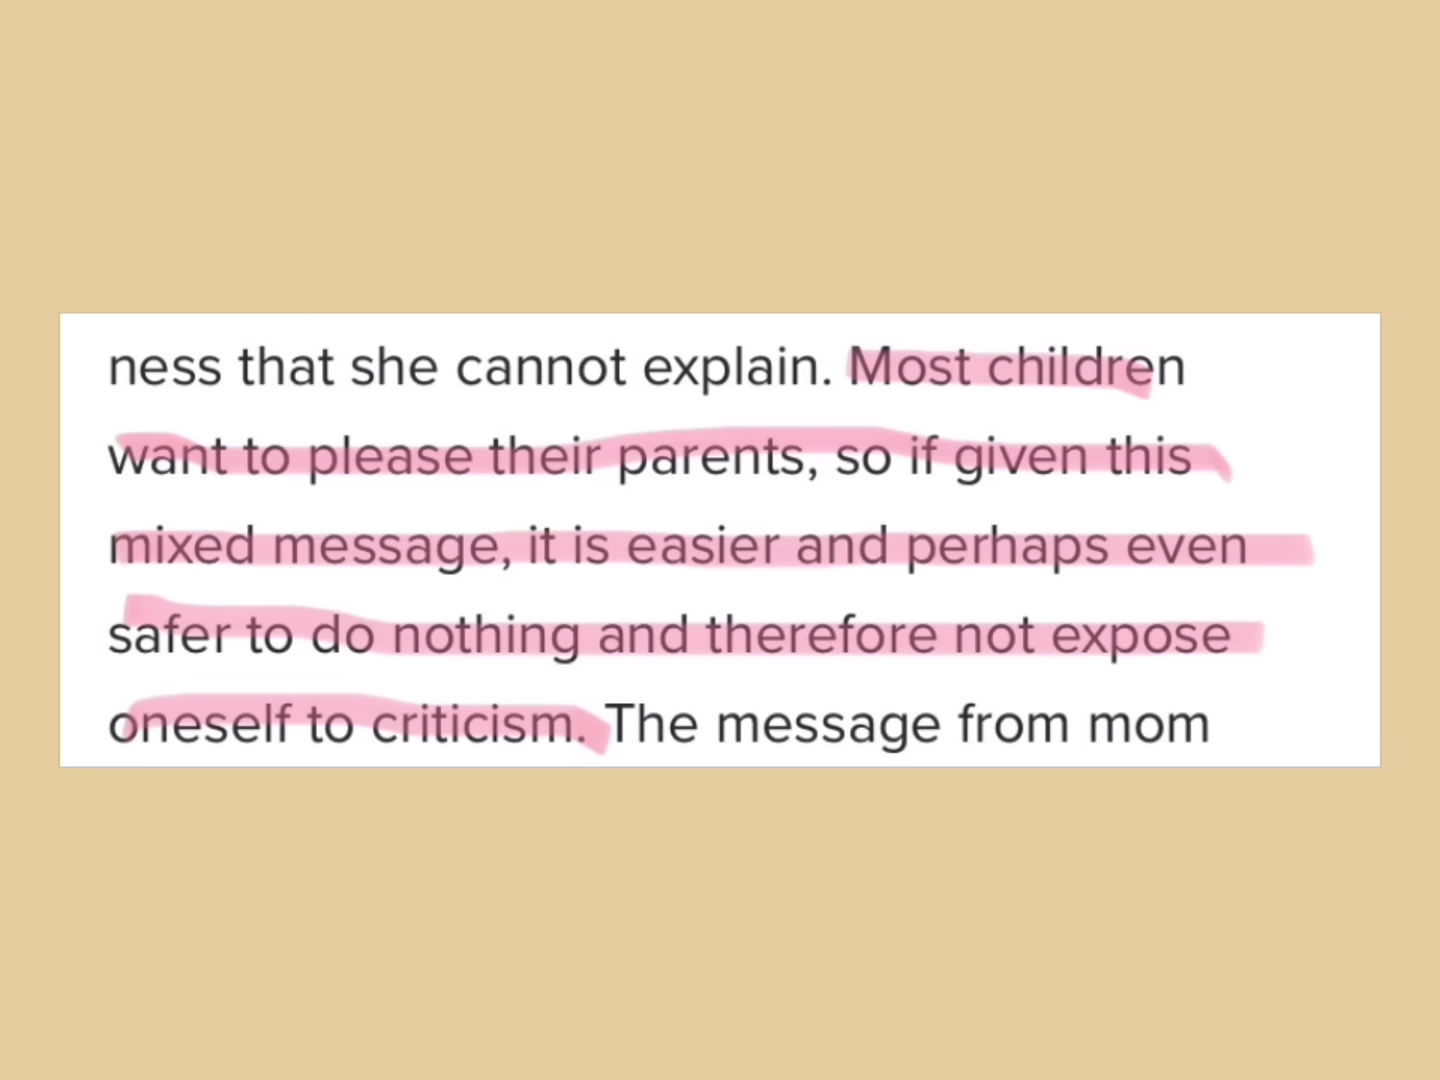 ness that she cannot explain. Most children
want to please their parents, so if given this
mixed message, it is easier and perhaps even
safer to do nothing and therefore not expose
oneself to criticism. The message from mom